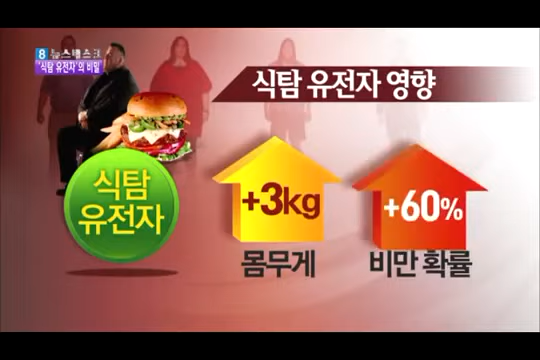 8 뉴스데스크
'식탐 유전자'의 비밀
식탐 유전자 영향
식탐
유전자
+3kg
몸무게
+60%
비만 확률